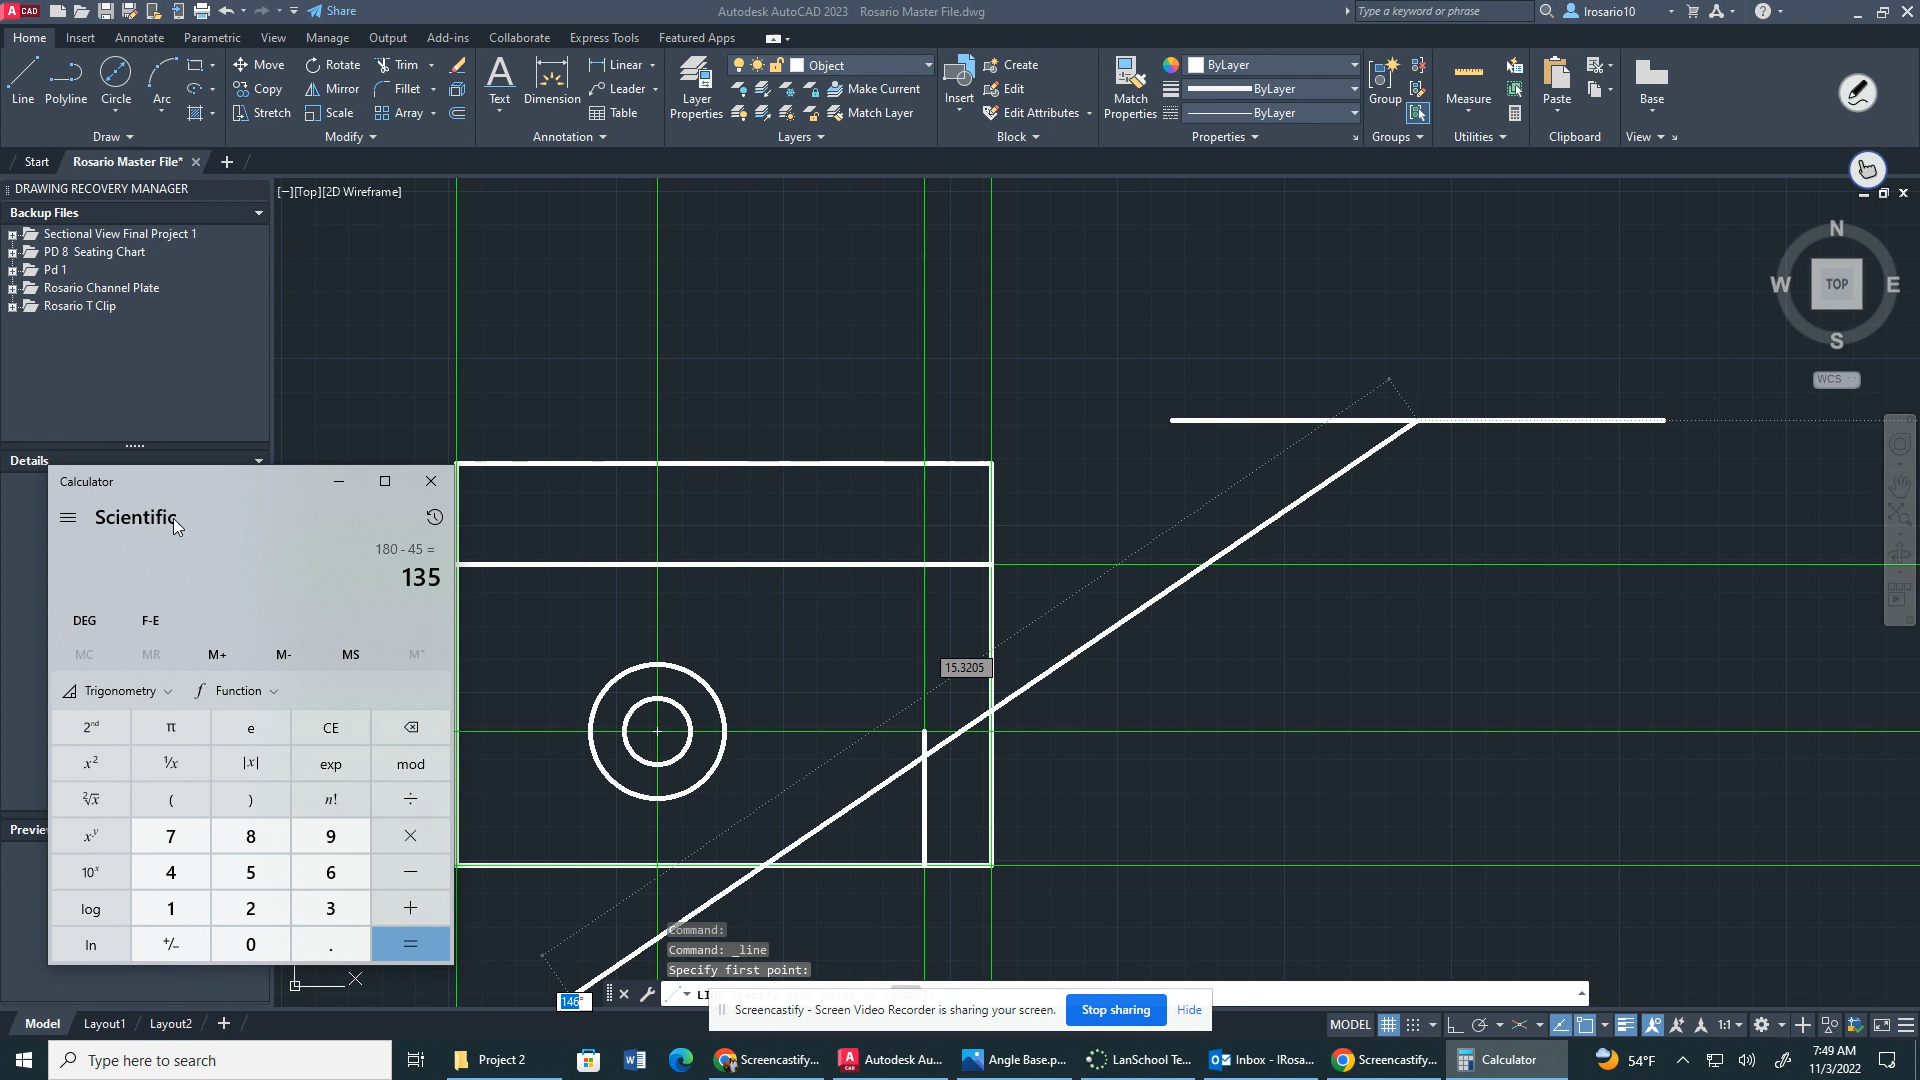 A CAD
Share
Autodesk AutoCAD 2023 Rosario Master File.dwg
Type a keyword or phrase
lrosario10
Home Insert Annotate Parametric View Manage Output Add-ins Collaborate Express Tools Featured Apps
Line Polyline Circle Arc
Move Rotate Trim
Copy Mirror Fillet
Stretch Scale Array
Text Dimension
Linear
Leader
Table
Layer Properties
Object
Make Current
Match Layer
Insert
Create
Edit
Edit Attributes
Match Properties
ByLayer
ByLayer
ByLayer
Group
Measure
Paste
Base
Draw Modify Annotation Layers Block Properties Groups Utilities Clipboard View
Start Rosario Master File*
DRAWING RECOVERY MANAGER
Backup Files
Sectional View Final Project 1
PD 8 Seating Chart
Pd 1
Rosario Channel Plate
Rosario T Clip
Details
[−][Top][2D Wireframe]
N
W TOP E
S
WCS
Calculator
Scientific
180 - 45 =
135
DEG F-E
MC MR M+ M- MS M˅
Trigonometry f Function
2nd π e CE
x² ¹/x |x| exp mod
²√x ( ) n! ÷
xʸ 7 8 9 ×
10ˣ 4 5 6 −
log 1 2 3 +
ln +/− 0 . =
15.3205
146°
Command:
Command: _line
Specify first point:
Screencastify - Screen Video Recorder is sharing your screen. Stop sharing Hide
Model Layout1 Layout2
MODEL 1:1
Type here to search
Project 2
Screencastify...
Autodesk Au...
Angle Base.p...
LanSchool Te...
Inbox - IRosa...
Screencastify...
Calculator
54°F
7:49 AM
11/3/2022